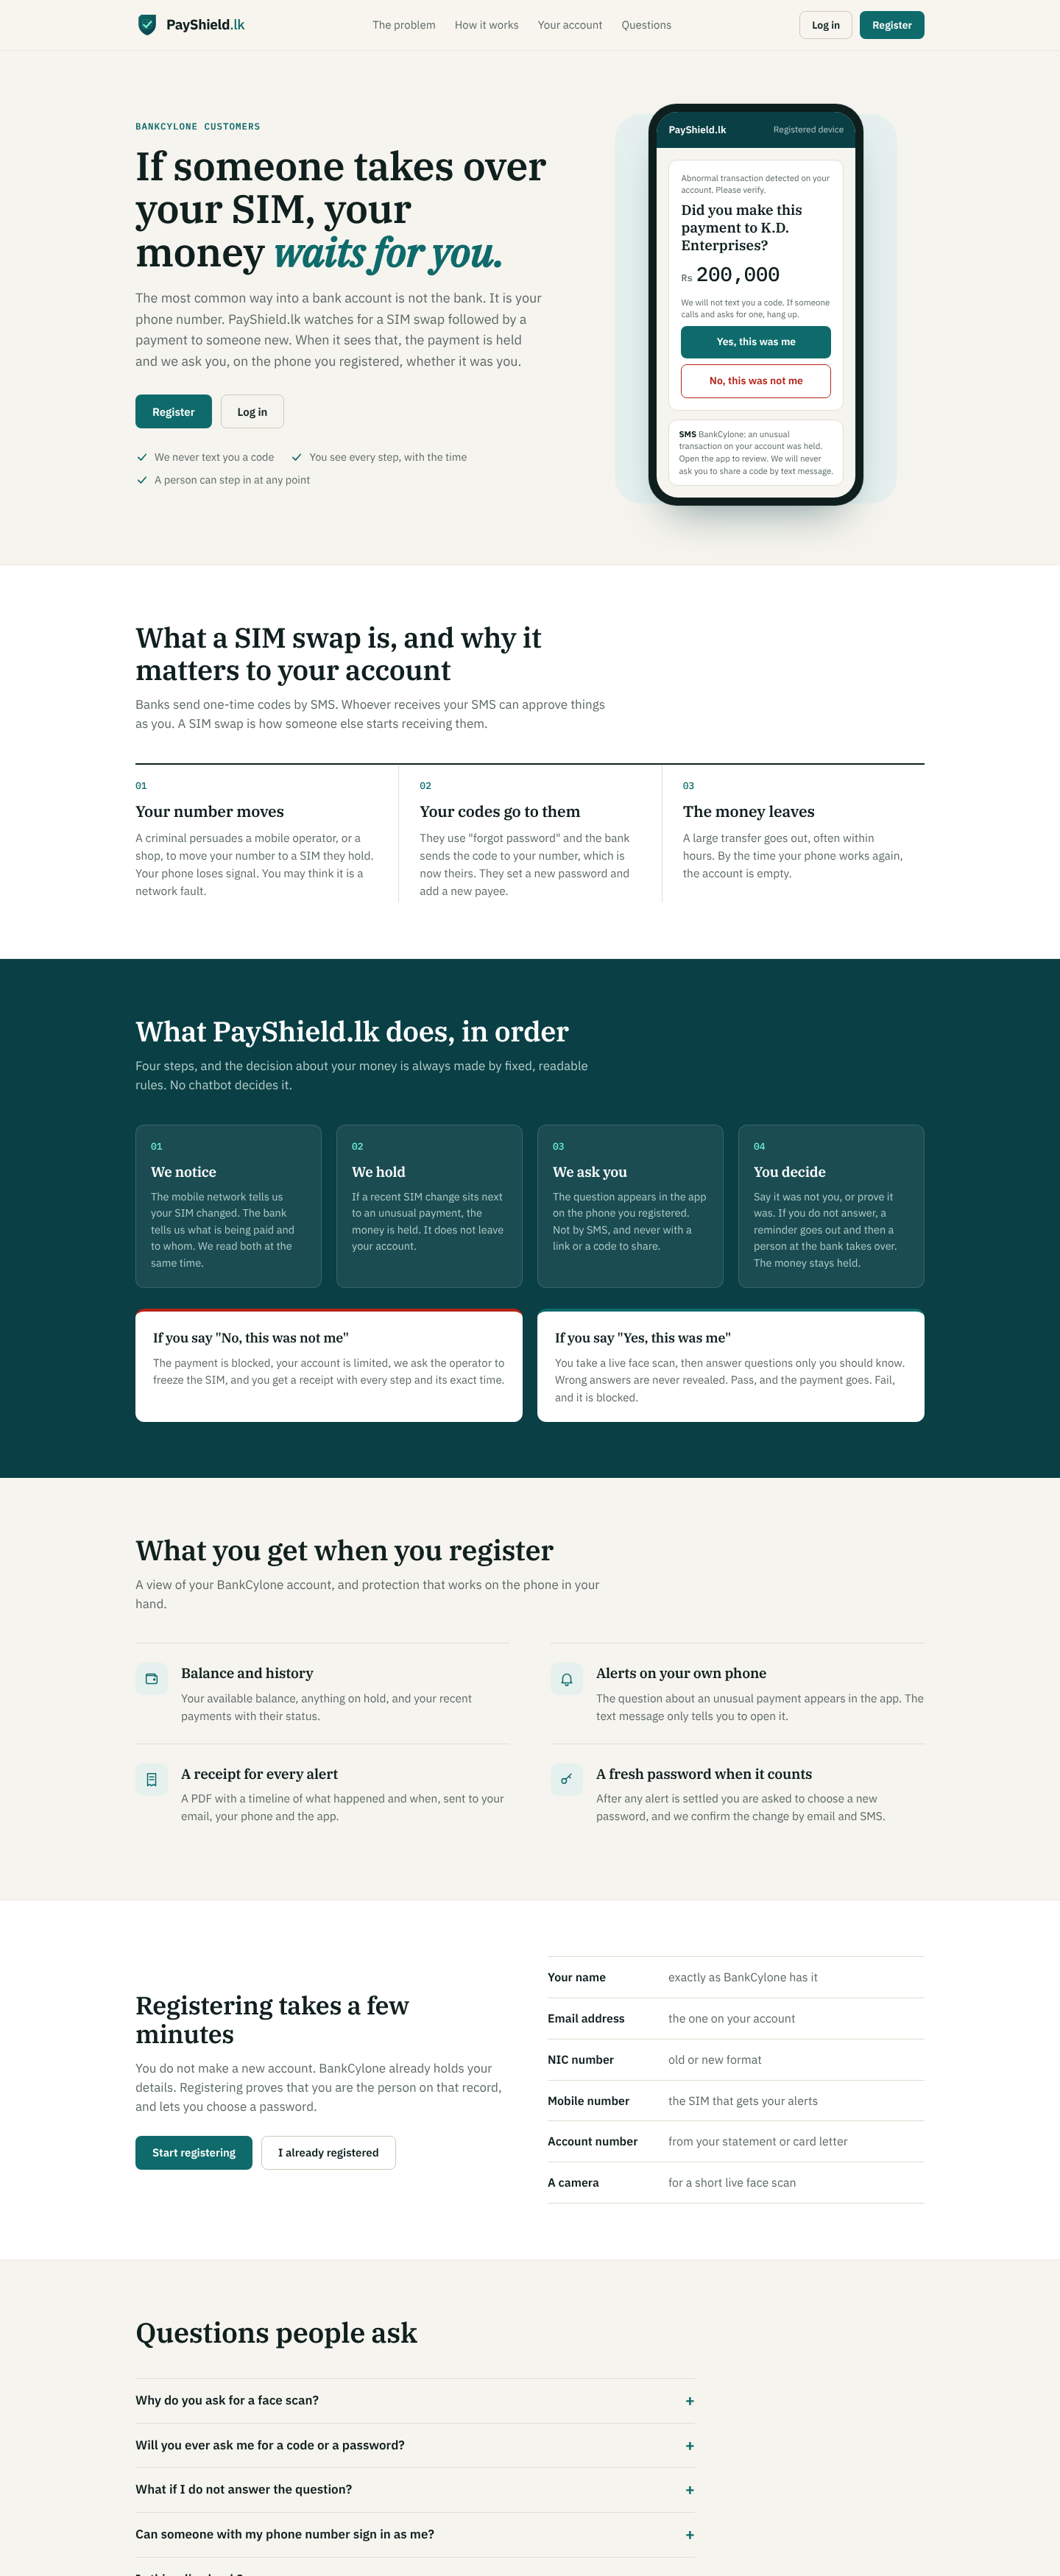 PayShield.lk
The problem
How it works
Your account
Questions
Log in
Register
BANKCYLONE CUSTOMERS
If someone takes over
your SIM, your
money waits for you.
The most common way into a bank account is not the bank. It is your
phone number. PayShield.lk watches for a SIM swap followed by a
payment to someone new. When it sees that, the payment is held
and we ask you, on the phone you registered, whether it was you.
Register
Log in
We never text you a code
You see every step, with the time
A person can step in at any point
PayShield.lk
Registered device
Abnormal transaction detected on your
account. Please verify.
Did you make this
payment to K.D.
Enterprises?
Rs 200,000
We will not text you a code. If someone
calls and asks for one, hang up.
Yes, this was me
No, this was not me
SMS BankCylone: an unusual
transaction on your account was held.
Open the app to review. We will never
ask you to share a code by text message.
What a SIM swap is, and why it
matters to your account
Banks send one-time codes by SMS. Whoever receives your SMS can approve things
as you. A SIM swap is how someone else starts receiving them.
01
Your number moves
A criminal persuades a mobile operator, or a
shop, to move your number to a SIM they hold.
Your phone loses signal. You may think it is a
network fault.
02
Your codes go to them
They use "forgot password" and the bank
sends the code to your number, which is
now theirs. They set a new password and
add a new payee.
03
The money leaves
A large transfer goes out, often within
hours. By the time your phone works again,
the account is empty.
What PayShield.lk does, in order
Four steps, and the decision about your money is always made by fixed, readable
rules. No chatbot decides it.
01
We notice
The mobile network tells us
your SIM changed. The bank
tells us what is being paid and
to whom. We read both at the
same time.
02
We hold
If a recent SIM change sits next
to an unusual payment, the
money is held. It does not leave
your account.
03
We ask you
The question appears in the app
on the phone you registered.
Not by SMS, and never with a
link or a code to share.
04
You decide
Say it was not you, or prove it
was. If you do not answer, a
reminder goes out and then a
person at the bank takes over.
The money stays held.
If you say "No, this was not me"
The payment is blocked, your account is limited, we ask the operator to
freeze the SIM, and you get a receipt with every step and its exact time.
If you say "Yes, this was me"
You take a live face scan, then answer questions only you should know.
Wrong answers are never revealed. Pass, and the payment goes. Fail,
and it is blocked.
What you get when you register
A view of your BankCylone account, and protection that works on the phone in your
hand.
Balance and history
Your available balance, anything on hold, and your recent
payments with their status.
Alerts on your own phone
The question about an unusual payment appears in the app. The
text message only tells you to open it.
A receipt for every alert
A PDF with a timeline of what happened and when, sent to your
email, your phone and the app.
A fresh password when it counts
After any alert is settled you are asked to choose a new
password, and we confirm the change by email and SMS.
Registering takes a few
minutes
You do not make a new account. BankCylone already holds your
details. Registering proves that you are the person on that record,
and lets you choose a password.
Start registering
I already registered
Your name exactly as BankCylone has it
Email address the one on your account
NIC number old or new format
Mobile number the SIM that gets your alerts
Account number from your statement or card letter
A camera for a short live face scan
Questions people ask
Why do you ask for a face scan? +
Will you ever ask me for a code or a password? +
What if I do not answer the question? +
Can someone with my phone number sign in as me? +